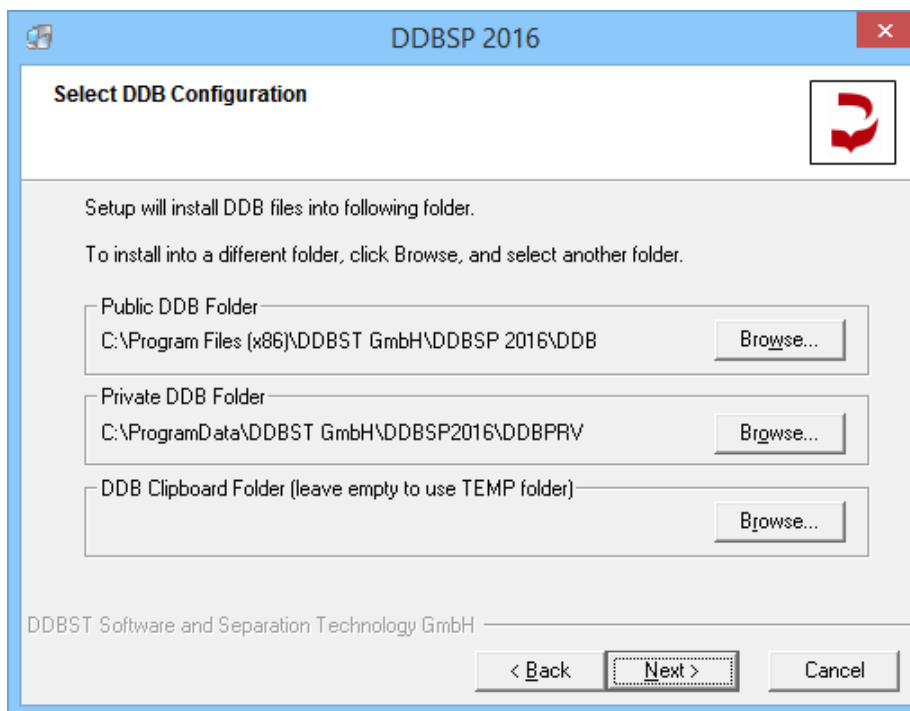 DDBSP 2016
Select DDB Configuration
Setup will install DDB files into following folder.
To install into a different folder, click Browse, and select another folder.
Public DDB Folder
C:\Program Files (x86)\DDBST GmbH\DDBSP 2016\DDB
Browse...
Private DDB Folder
C:\ProgramData\DDBST GmbH\DDBSP2016\DDBPRV
Browse...
DDB Clipboard Folder (leave empty to use TEMP folder)
Browse...
DDBST Software and Separation Technology GmbH
< Back Next > Cancel